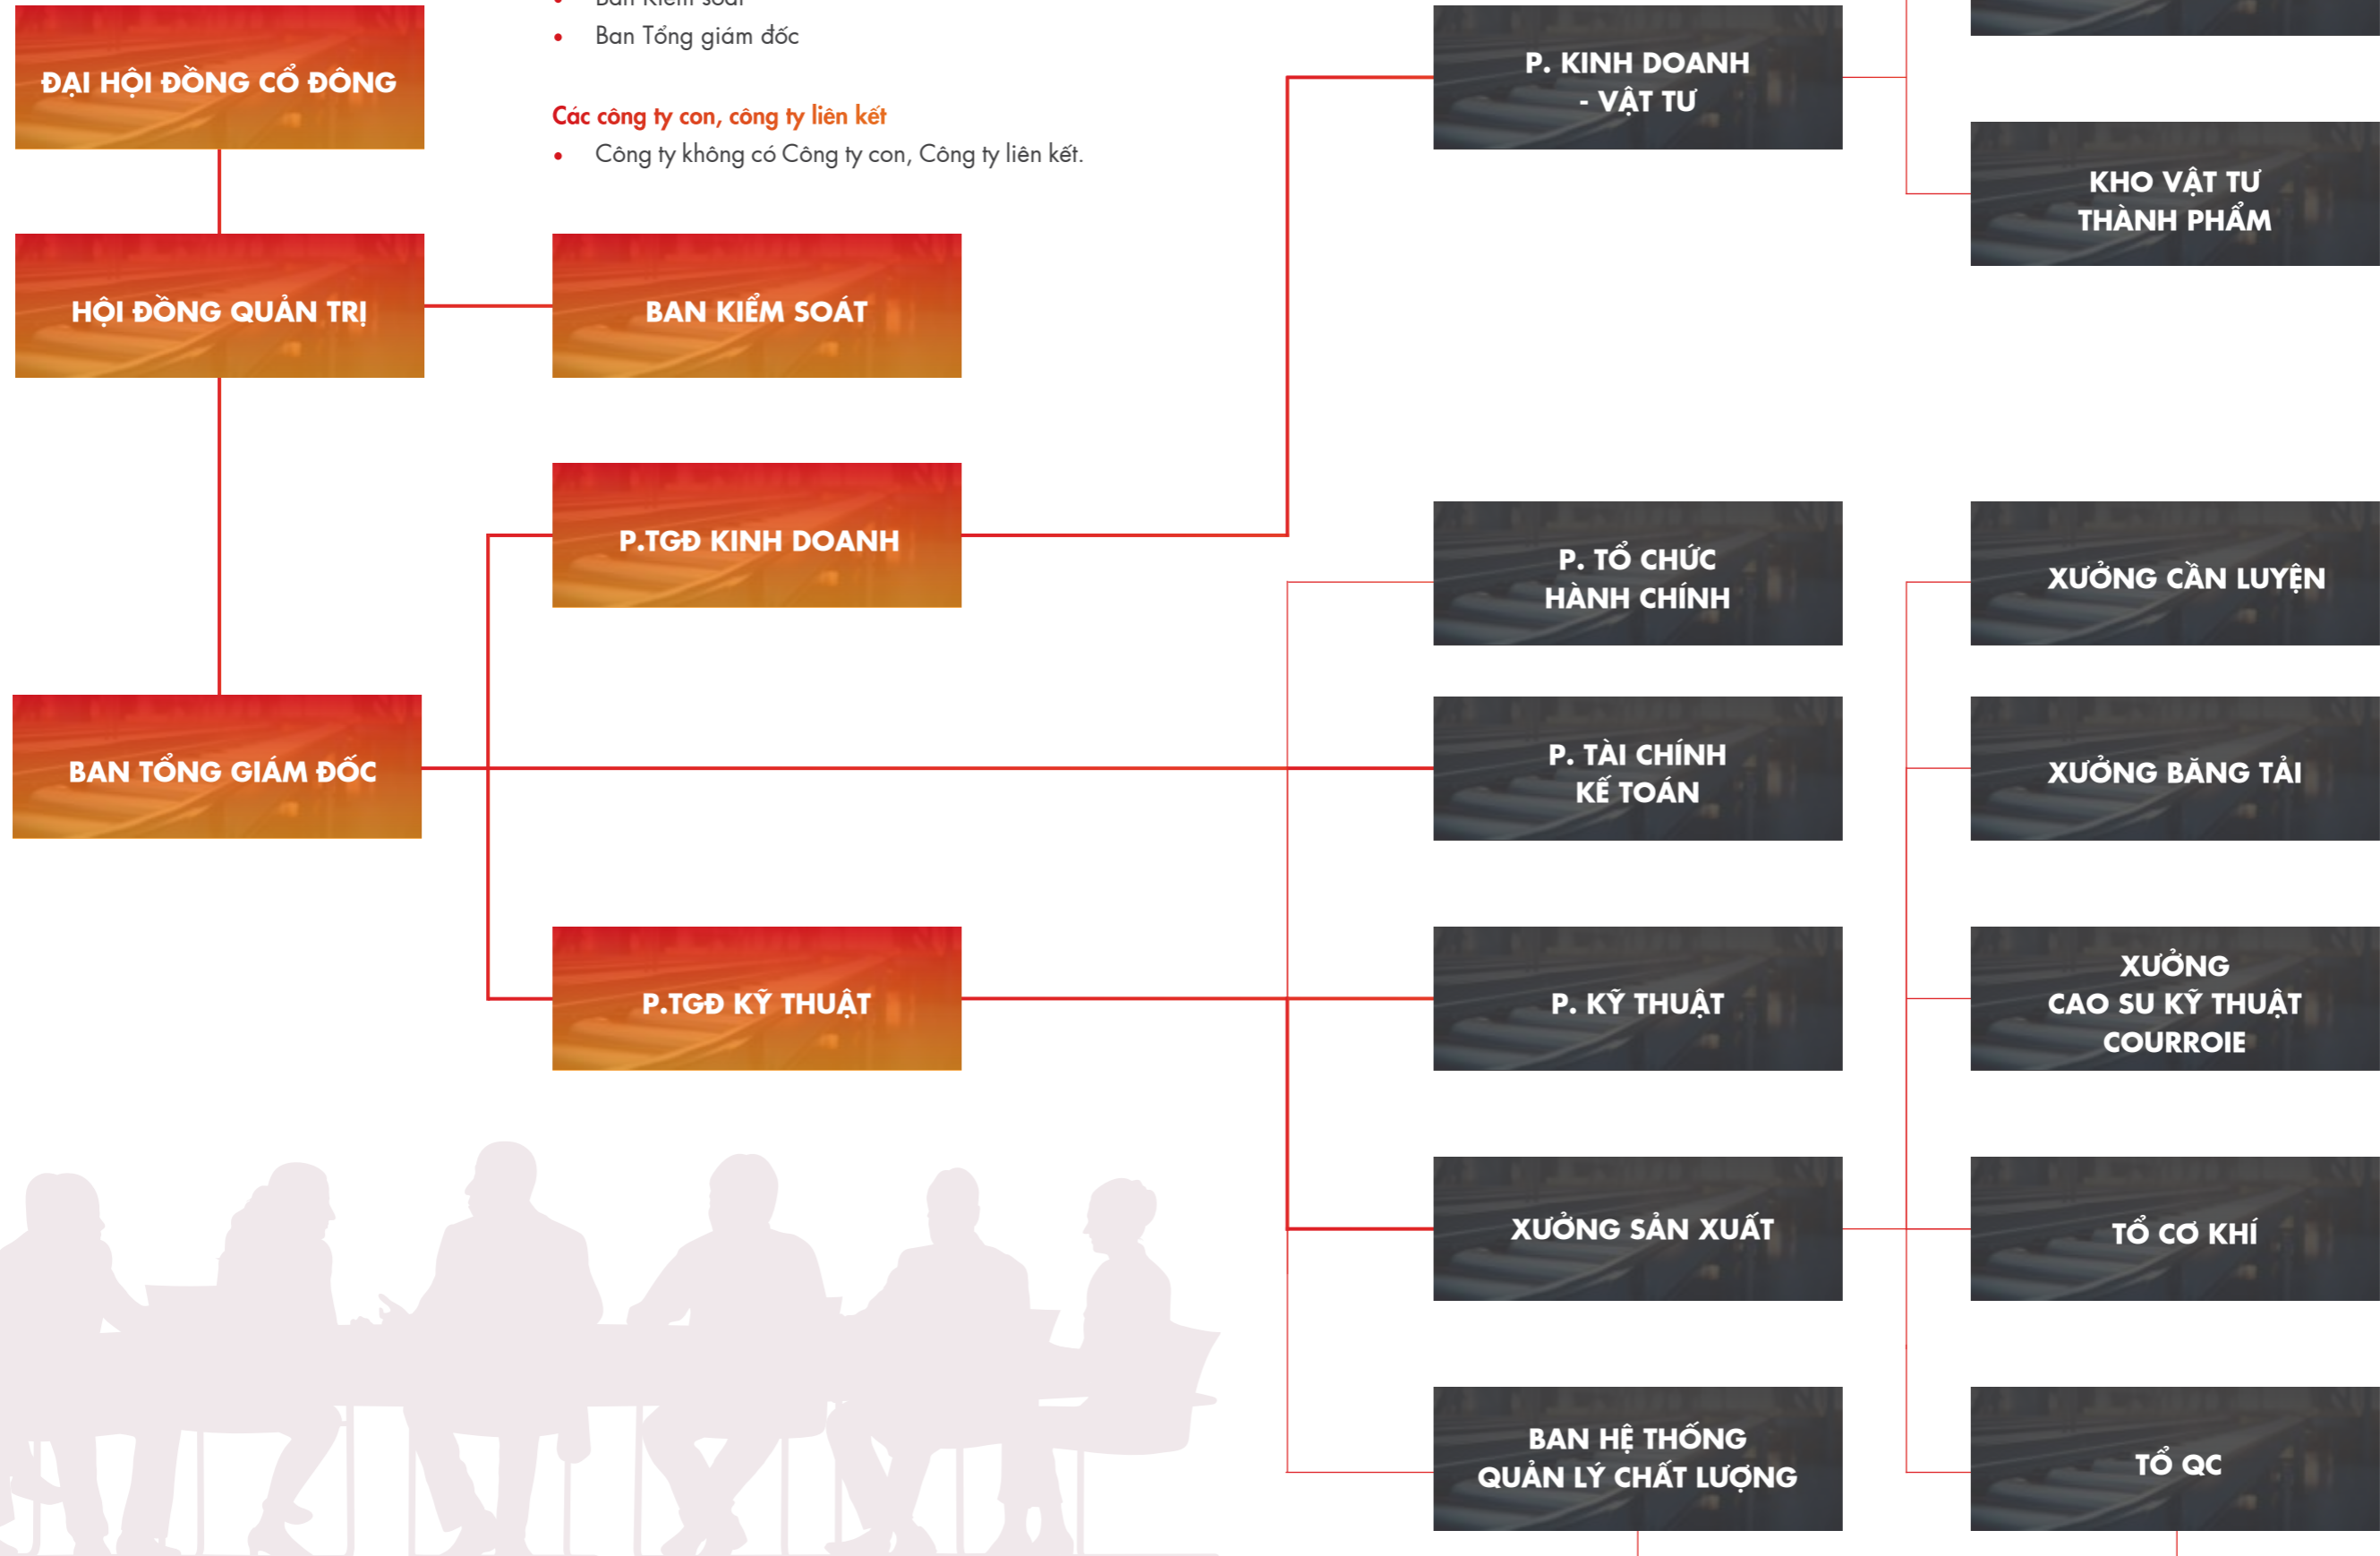 Ban Kiểm soát
Ban Tổng giám đốc
Các công ty con, công ty liên kết
Công ty không có Công ty con, Công ty liên kết.
ĐẠI HỘI ĐỒNG CỔ ĐÔNG
HỘI ĐỒNG QUẢN TRỊ
BAN KIỂM SOÁT
P.TGĐ KINH DOANH
BAN TỔNG GIÁM ĐỐC
P.TGĐ KỸ THUẬT
P. KINH DOANH
- VẬT TƯ
KHO VẬT TƯ
THÀNH PHẨM
P. TỔ CHỨC
HÀNH CHÍNH
P. TÀI CHÍNH
KẾ TOÁN
P. KỸ THUẬT
XƯỞNG SẢN XUẤT
BAN HỆ THỐNG
QUẢN LÝ CHẤT LƯỢNG
XƯỞNG CẦN LUYỆN
XƯỞNG BĂNG TẢI
XƯỞNG
CAO SU KỸ THUẬT
COURROIE
TỔ CƠ KHÍ
TỔ QC